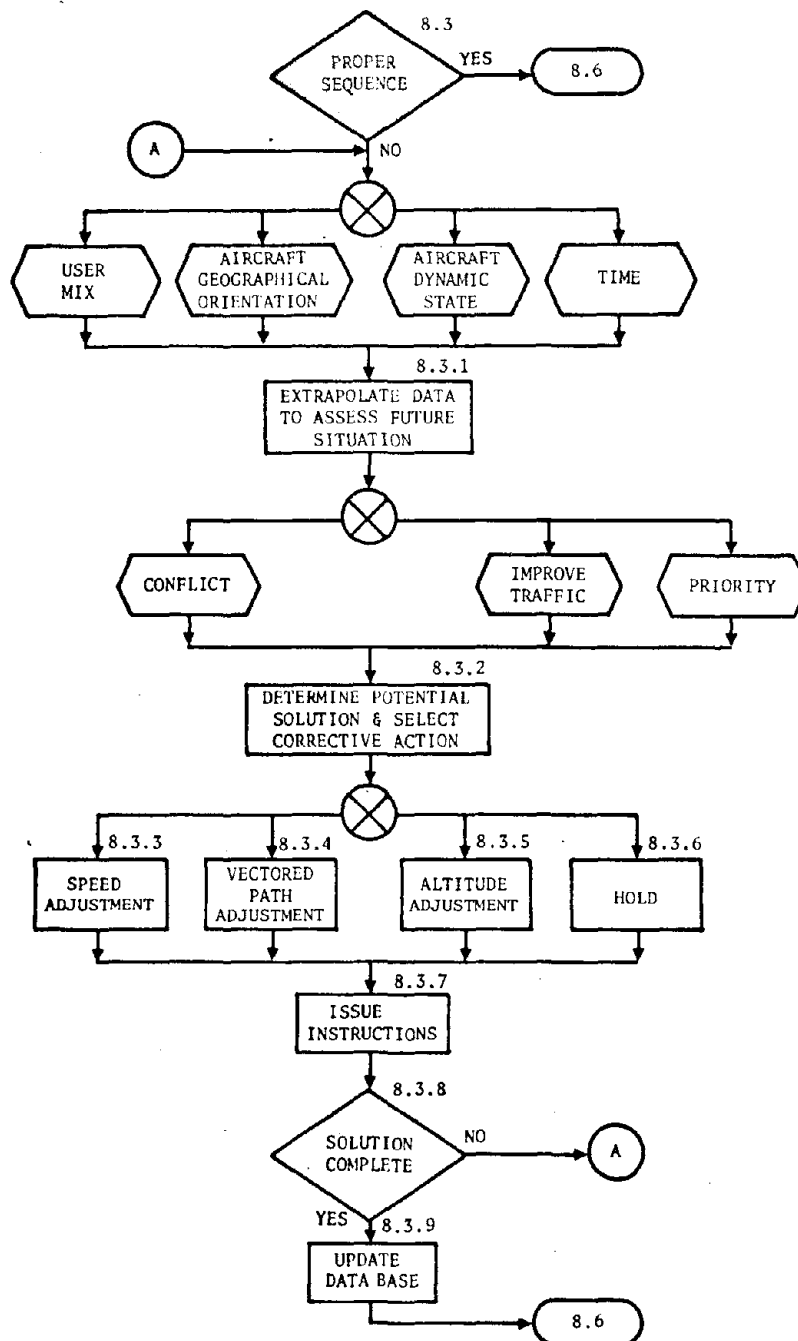 8.3
PROPER
SEQUENCE
YES
8.6
A
NO
USER
MIX
AIRCRAFT
GEOGRAPHICAL
ORIENTATION
AIRCRAFT
DYNAMIC
STATE
TIME
8.3.1
EXTRAPOLATE DATA
TO ASSESS FUTURE
SITUATION
CONFLICT
IMPROVE
TRAFFIC
PRIORITY
8.3.2
DETERMINE POTENTIAL
SOLUTION & SELECT
CORRECTIVE ACTION
8.3.3
SPEED
ADJUSTMENT
8.3.4
VECTORED
PATH
ADJUSTMENT
8.3.5
ALTITUDE
ADJUSTMENT
8.3.6
HOLD
8.3.7
ISSUE
INSTRUCTIONS
8.3.8
SOLUTION
COMPLETE
NO
A
YES
8.3.9
UPDATE
DATA BASE
8.6